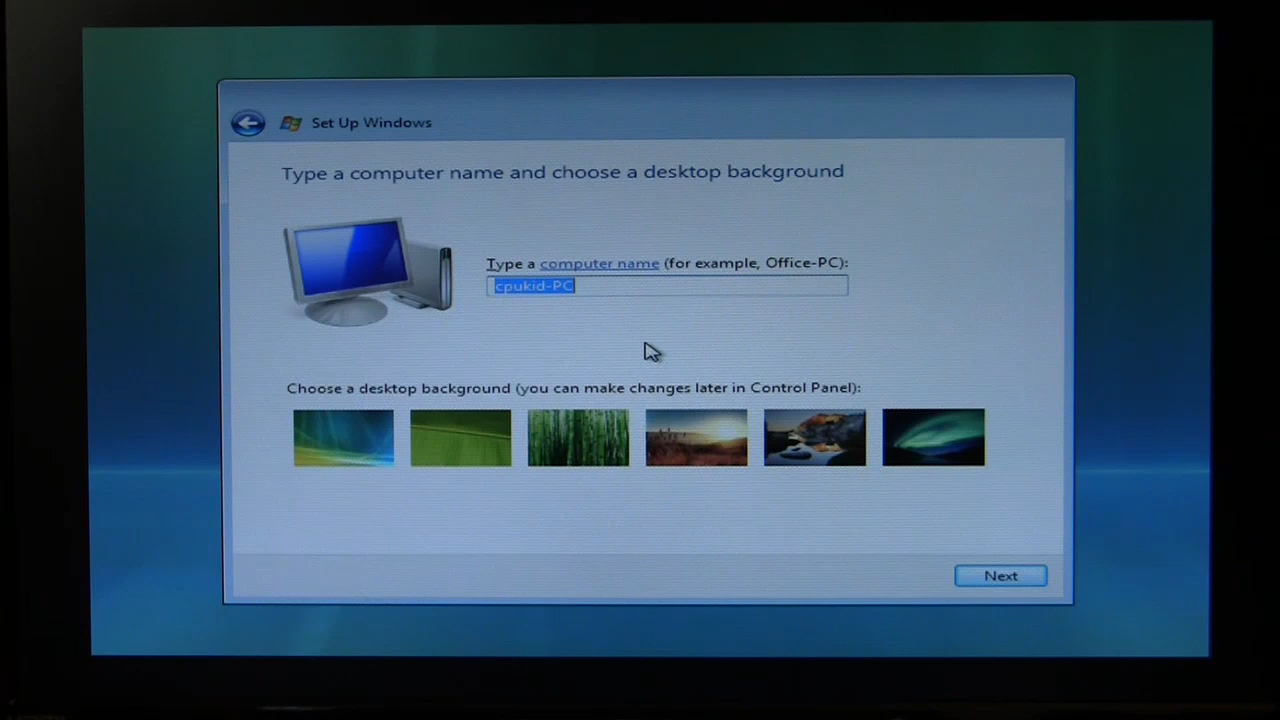 Set Up Windows
Type a computer name and choose a desktop background
Type a computer name (for example, Office-PC):
cpukid-PC
Choose a desktop background (you can make changes later in Control Panel):
Next